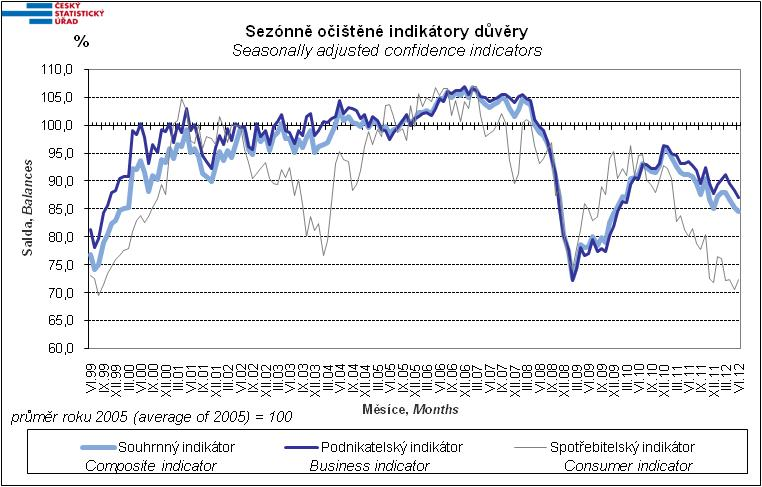 ČESKÝ
STATISTICKÝ
ÚŘAD
Sezónně očištěné indikátory důvěry
Seasonally adjusted confidence indicators
%
110,0
105,0
100,0
95,0
90,0
85,0
80,0
75,0
70,0
65,0
60,0
Salda, Balances
VI.99
IX.99
XII.99
III.00
VI.00
IX.00
XII.00
III.01
VI.01
IX.01
XII.01
III.02
VI.02
IX.02
XII.02
III.03
VI.03
IX.03
XII.03
III.04
VI.04
IX.04
XII.04
III.05
VI.05
IX.05
XII.05
III.06
VI.06
IX.06
XII.06
III.07
VI.07
IX.07
XII.07
III.08
VI.08
IX.08
XII.08
III.09
VI.09
IX.09
XII.09
III.10
VI.10
IX.10
XII.10
III.11
VI.11
IX.11
XII.11
III.12
VI.12
Měsíce, Months
průměr roku 2005 (average of 2005) = 100
Souhrnný indikátor Podnikatelský indikátor Spotřebitelský indikátor
Composite indicator Business indicator Consumer indicator